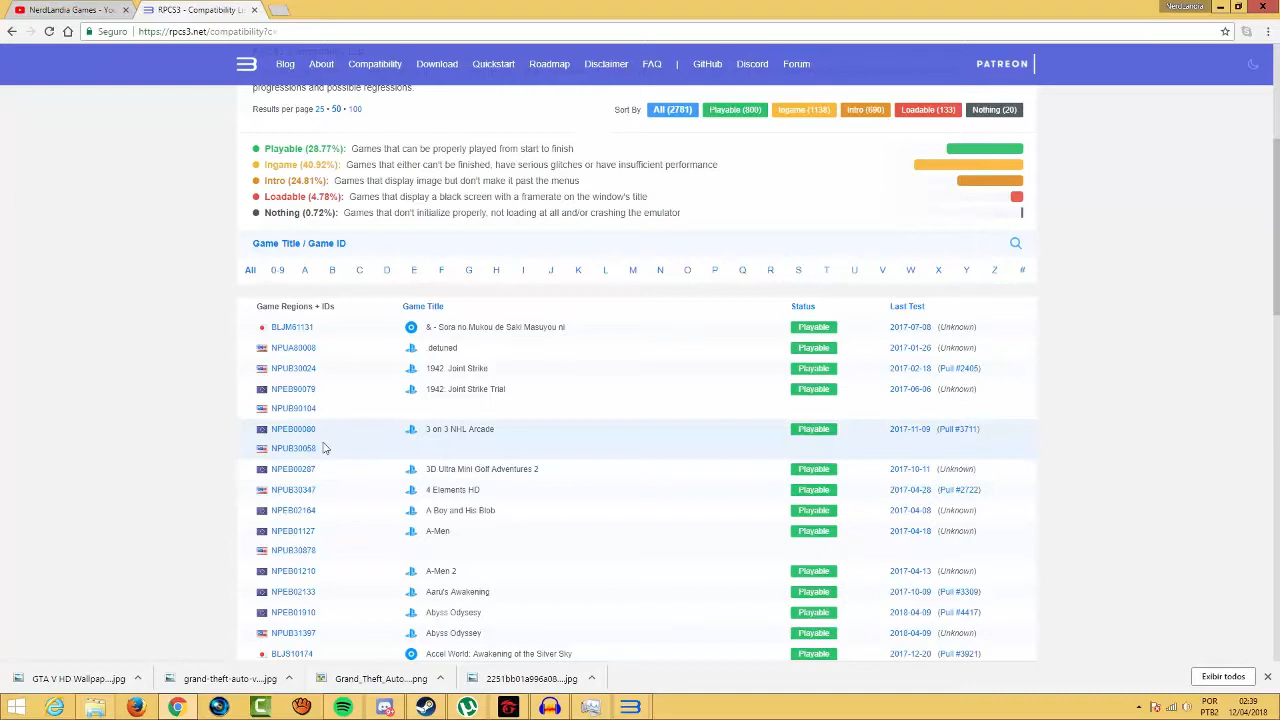 NerdLandia Games - You
RPCS3 - Compatibility Lis
NerdLandia
Seguro
https://rpcs3.net/compatibility?c=
Blog About Compatibility Download Quickstart Roadmap Disclaimer FAQ | GitHub Discord Forum
PATREON
progressions and possible regressions.
Results per page 25 • 50 • 100
Sort By All (2781) Playable (800) Ingame (1138) Intro (690) Loadable (133) Nothing (20)
Playable (28.77%): Games that can be properly played from start to finish
Ingame (40.92%): Games that either can't be finished, have serious glitches or have insufficient performance
Intro (24.81%): Games that display image but don't make it past the menus
Loadable (4.78%): Games that display a black screen with a framerate on the window's title
Nothing (0.72%): Games that don't initialize properly, not loading at all and/or crashing the emulator
Game Title / Game ID
All 0-9 A B C D E F G H I J K L M N O P Q R S T U V W X Y Z #
Game Regions + IDs Game Title Status Last Test
BLJM61131 & - Sora no Mukou de Saki Masuyou ni Playable 2017-07-08 (Unknown)
NPUA80008 .detuned Playable 2017-01-26 (Unknown)
NPUB30024 1942: Joint Strike Playable 2017-02-18 (Pull #2405)
NPEB90079 1942: Joint Strike Trial Playable 2017-06-06 (Unknown)
NPUB90104
NPEB00080 3 on 3 NHL Arcade Playable 2017-11-09 (Pull #3711)
NPUB30058
NPEB00287 3D Ultra Mini Golf Adventures 2 Playable 2017-10-11 (Unknown)
NPUB30347 4 Elements HD Playable 2017-04-28 (Pull #2722)
NPEB02164 A Boy and His Blob Playable 2017-04-08 (Unknown)
NPEB01127 A-Men Playable 2017-04-18 (Unknown)
NPUB30878
NPEB01210 A-Men 2 Playable 2017-04-13 (Unknown)
NPEB02133 Aaru's Awakening Playable 2017-10-09 (Pull #3309)
NPEB01910 Abyss Odyssey Playable 2018-04-09 (Pull #4417)
NPUB31397 Abyss Odyssey Playable 2018-04-09 (Unknown)
BLJS10174 Accel World: Awakening of the Silver Sky Playable 2017-12-20 (Pull #3921)
GTA V HD Wallpap....jpg
grand-theft-auto-v....jpg
Grand_Theft_Auto....png
2251bb01a996a08....jpg
Exibir todos
POR 02:39
PTB2 12/04/2018